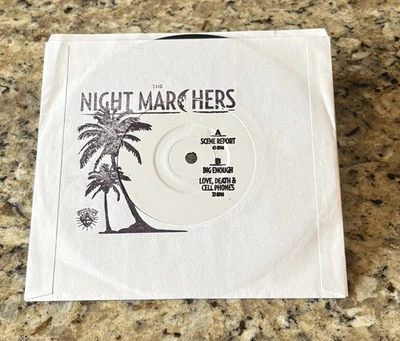 THE
NIGHT MARCHERS
A
SCENE REPORT
45 RPM
B
BIG ENOUGH
LOVE, DEATH &
CELL PHONES
33 RPM